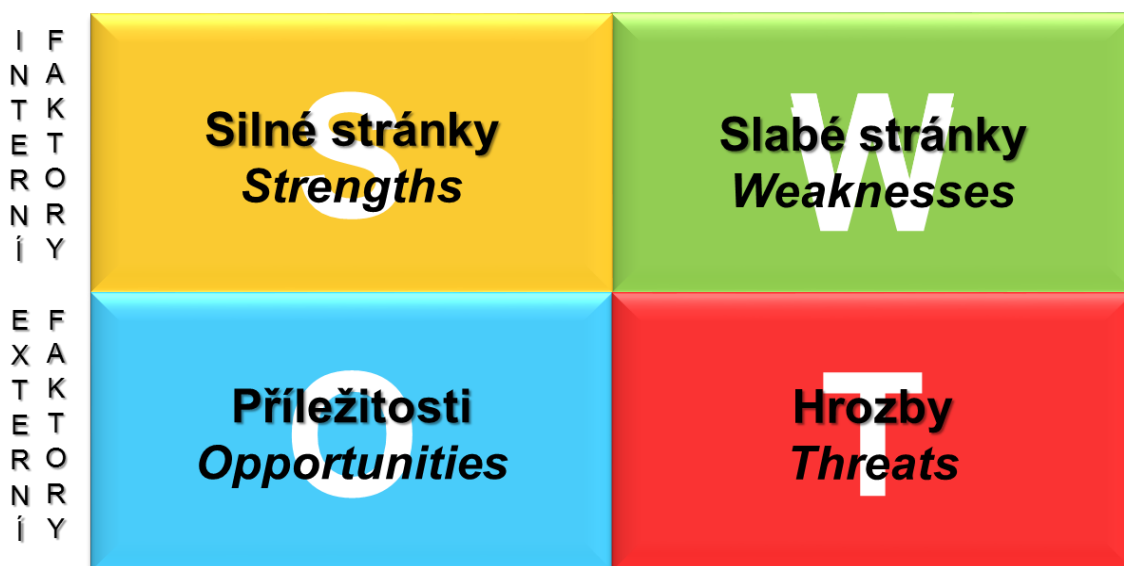 INTERNÍ FAKTORY
S
Silné stránky
Strengths
W
Slabé stránky
Weaknesses
EXTERNÍ FAKTORY
O
Příležitosti
Opportunities
T
Hrozby
Threats